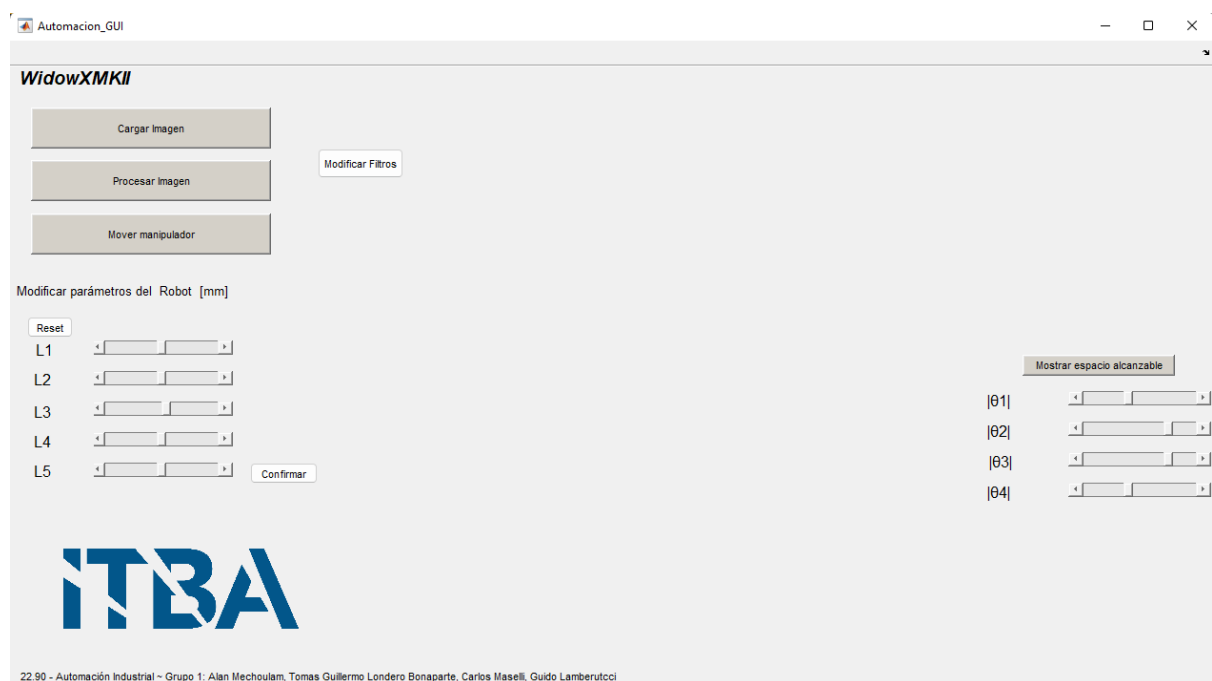 Automacion_GUI
WidowXMKII
Cargar Imagen
Modificar Filtros
Procesar Imagen
Mover manipulador
Modificar parámetros del Robot [mm]
Reset
L1
L2
L3
L4
L5
Confirmar
Mostrar espacio alcanzable
|θ1|
|θ2|
|θ3|
|θ4|
ITBA
22.90 - Automación Industrial ~ Grupo 1: Alan Mechoulam, Tomas Guillermo Londero Bonaparte, Carlos Maselli, Guido Lamberutcci